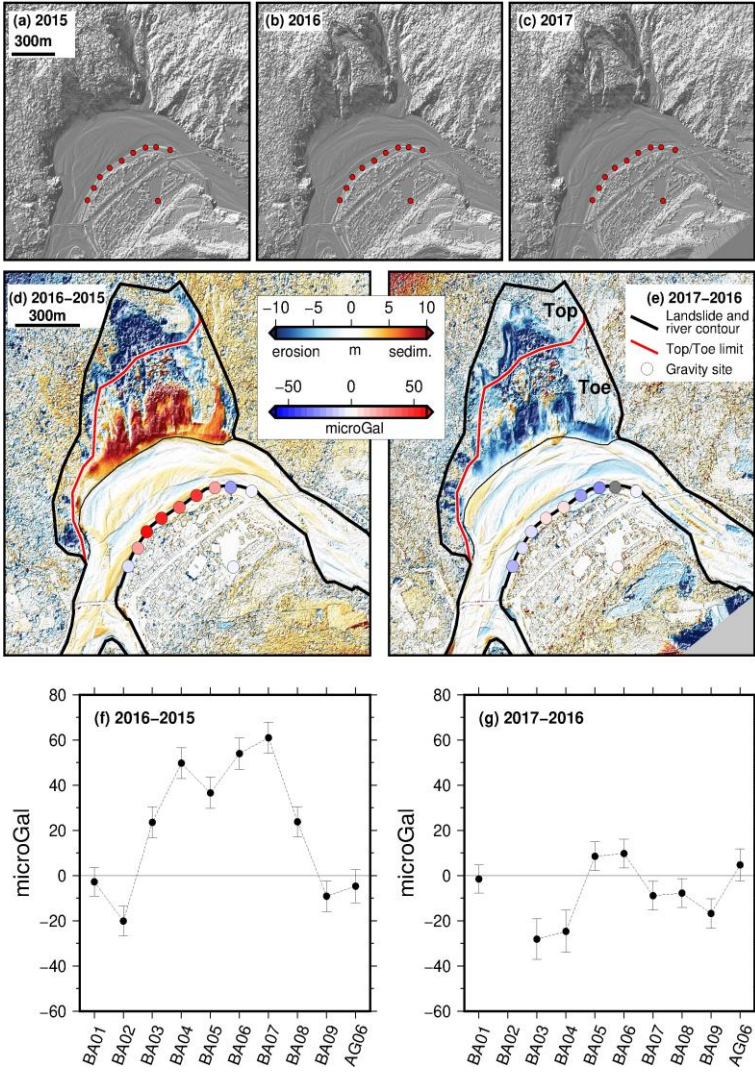 (a) 2015
300m
(b) 2016
(c) 2017
(d) 2016−2015
300m
−10 −5 0 5 10
erosion m sedim.
−50 0 50
microGal
Top
Toe
(e) 2017−2016
Landslide and
river contour
Top/Toe limit
Gravity site
(f) 2016−2015
microGal
80
60
40
20
0
−20
−40
−60
BA01 BA02 BA03 BA04 BA05 BA06 BA07 BA08 BA09 AG06
(g) 2017−2016
microGal
80
60
40
20
0
−20
−40
−60
BA01 BA02 BA03 BA04 BA05 BA06 BA07 BA08 BA09 AG06